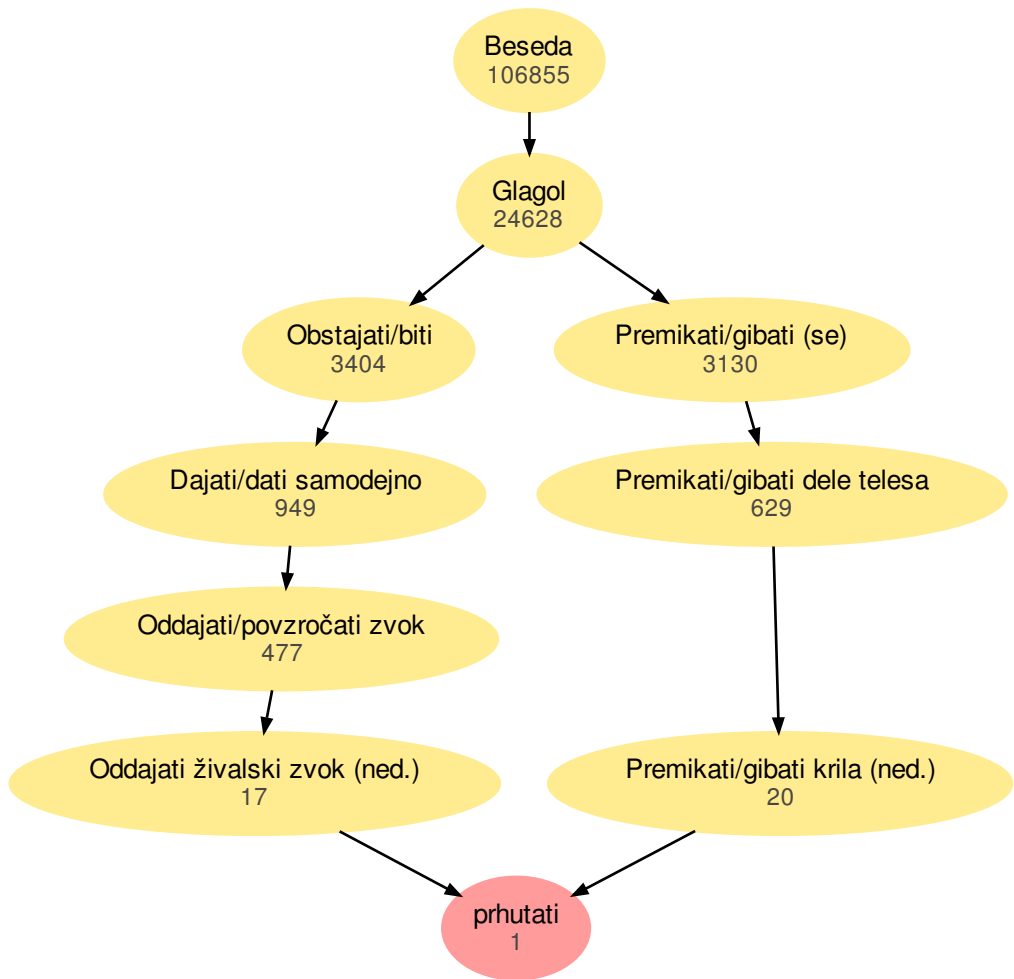 Beseda
106855
Glagol
24628
Obstajati/biti
3404
Premikati/gibati (se)
3130
Dajati/dati samodejno
949
Premikati/gibati dele telesa
629
Oddajati/povzročati zvok
477
Oddajati živalski zvok (ned.)
17
Premikati/gibati krila (ned.)
20
prhutati
1